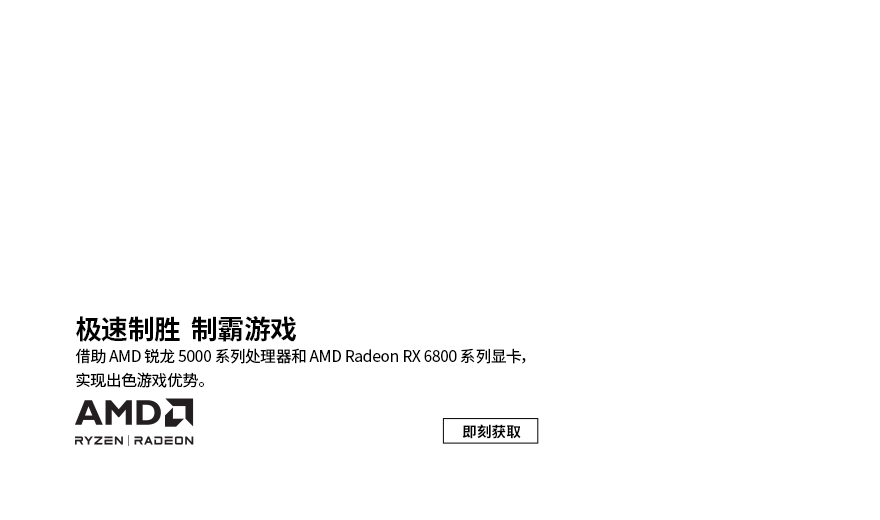 极速制胜 制霸游戏
借助 AMD 锐龙 5000 系列处理器和 AMD Radeon RX 6800 系列显卡，
实现出色游戏优势。
AMD
RYZEN | RADEON
即刻获取